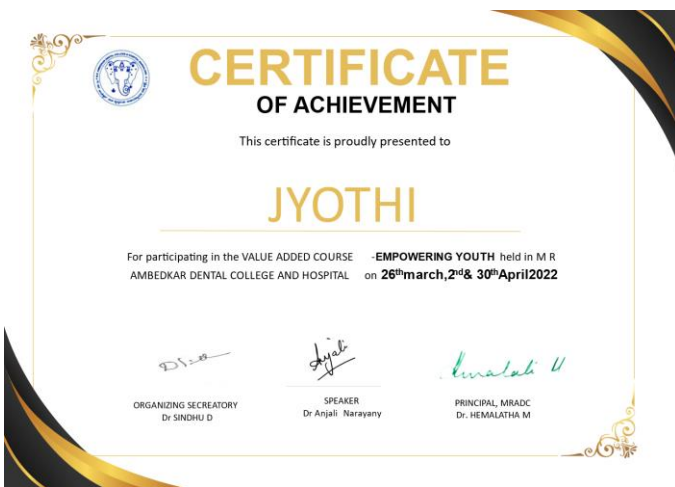 CERTIFICATE
OF ACHIEVEMENT
This certificate is proudly presented to
JYOTHI
For participating in the VALUE ADDED COURSE -EMPOWERING YOUTH held in M R
AMBEDKAR DENTAL COLLEGE AND HOSPITAL on 26thmarch,2nd& 30thApril2022
Anjali
ORGANIZING SECREATORY
Dr SINDHU D
SPEAKER
Dr Anjali Narayany
PRINCIPAL, MRADC
Dr. HEMALATHA M